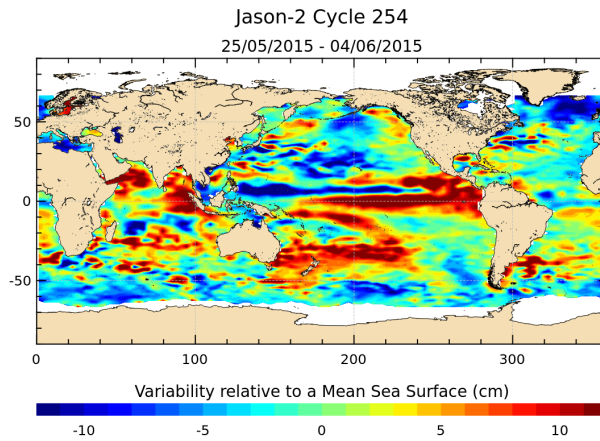 Jason-2 Cycle 254
25/05/2015 - 04/06/2015
50
0
-50
0 100 200 300
Variability relative to a Mean Sea Surface (cm)
-10 -5 0 5 10